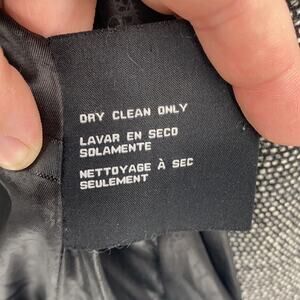 DRY CLEAN ONLY
LAVAR EN SECO
SOLAMENTE
NETTOYAGE À SEC
SEULEMENT